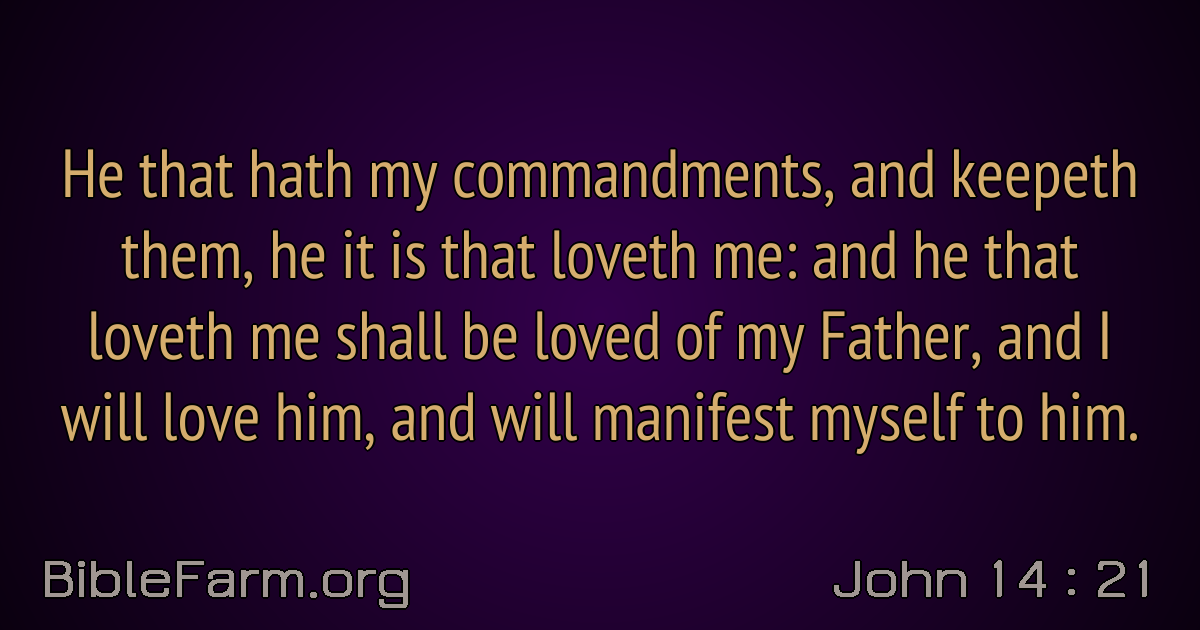 He that hath my commandments, and keepeth
them, he it is that loveth me: and he that
loveth me shall be loved of my Father, and I
will love him, and will manifest myself to him.
BibleFarm.org
John 14 : 21